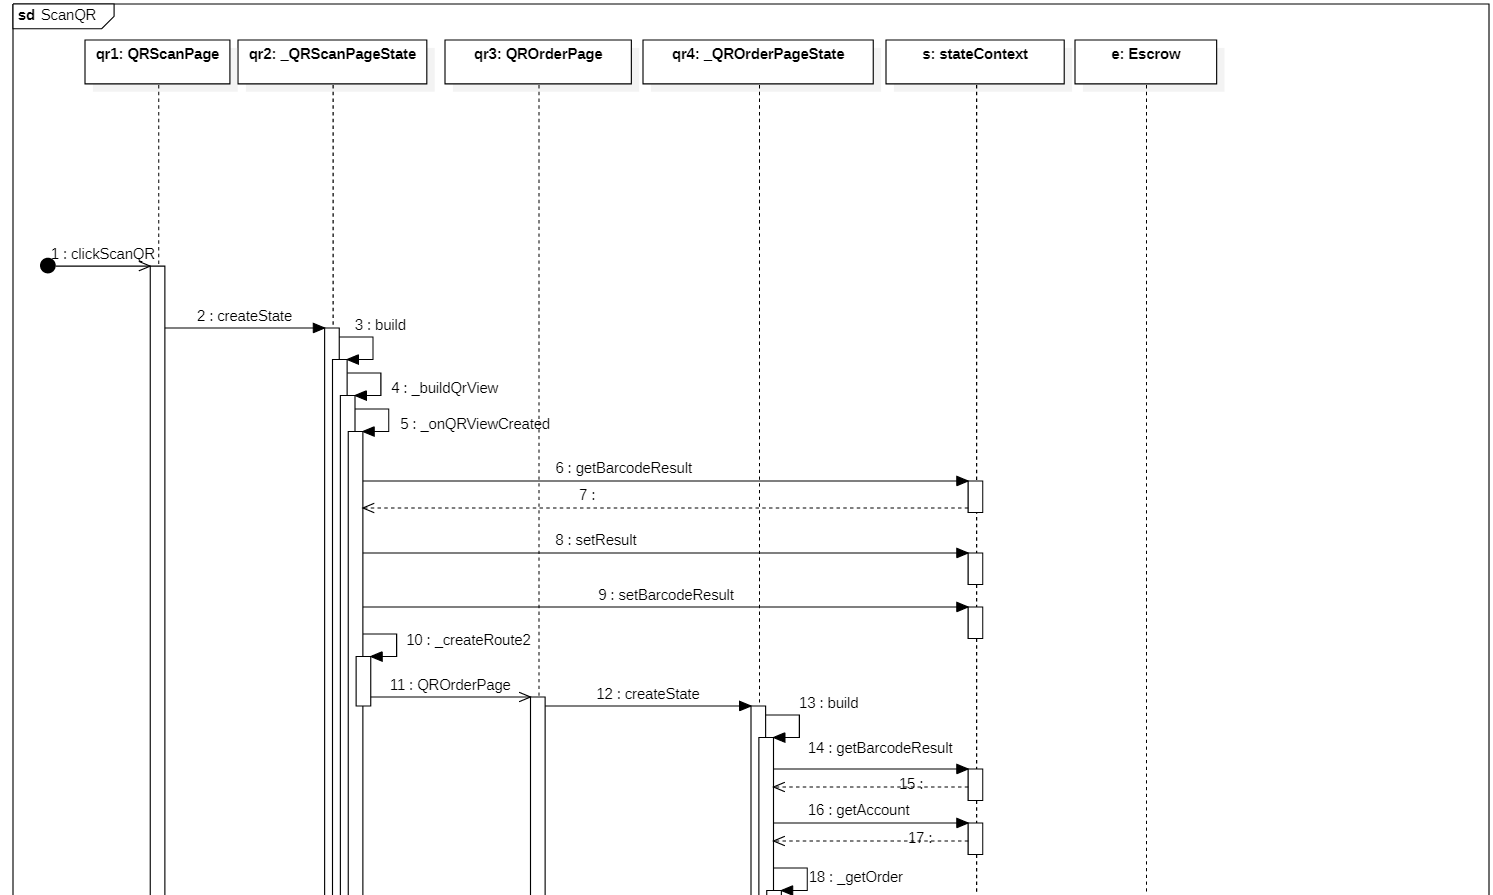 sd ScanQR
qr1: QRScanPage
qr2: _QRScanPageState
qr3: QROrderPage
qr4: _QROrderPageState
s: stateContext
e: Escrow
1 : clickScanQR
2 : createState
3 : build
4 : _buildQrView
5 : _onQRViewCreated
6 : getBarcodeResult
7 :
8 : setResult
9 : setBarcodeResult
10 : _createRoute2
11 : QROrderPage
12 : createState
13 : build
14 : getBarcodeResult
15 :
16 : getAccount
17 :
18 : _getOrder